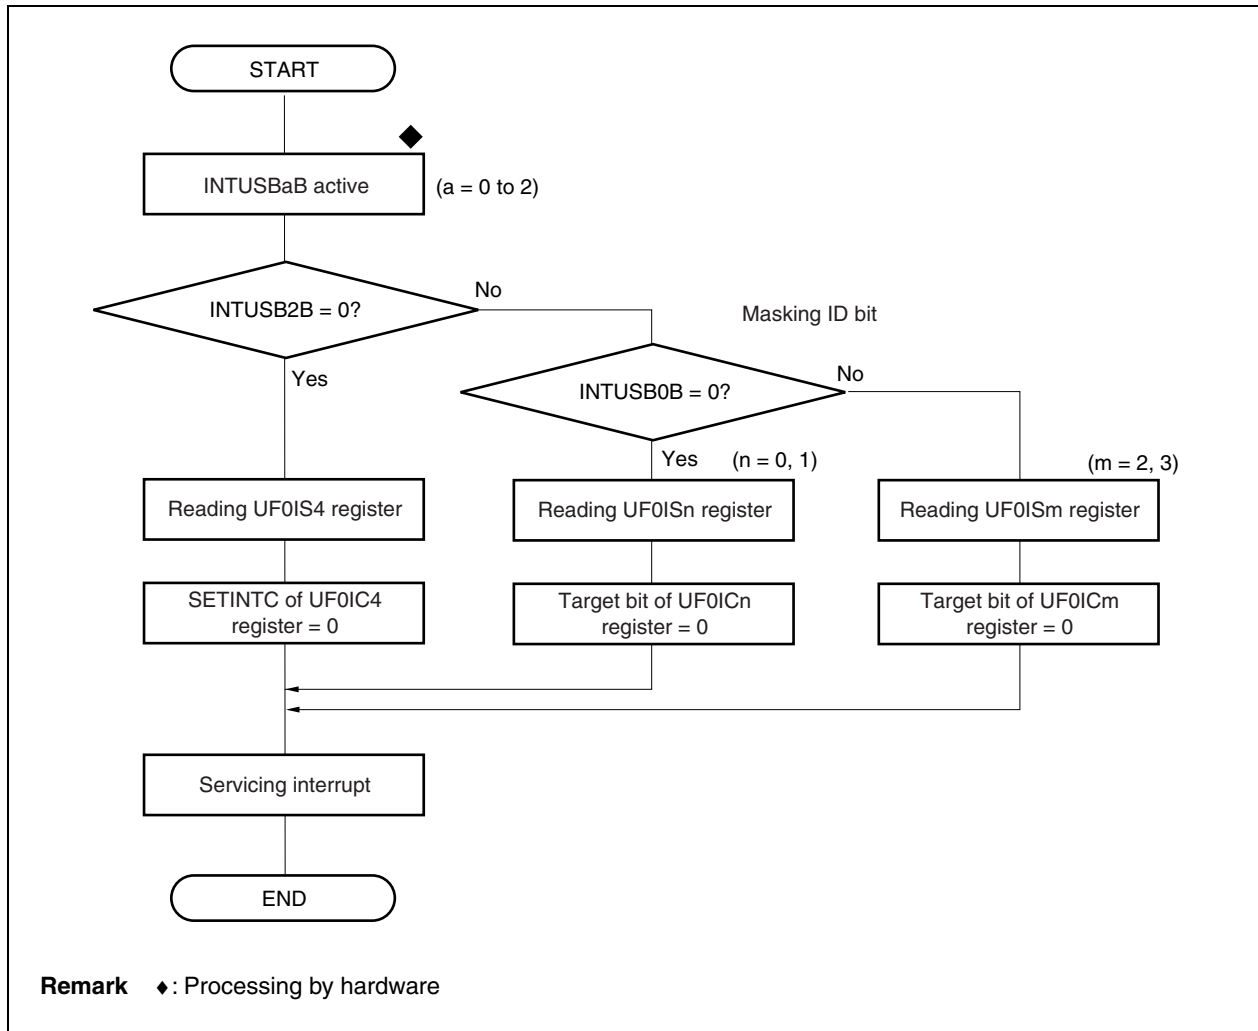 START
INTUSBaB active
(a = 0 to 2)
INTUSB2B = 0?
No
Masking ID bit
Yes
INTUSB0B = 0?
No
Yes
(n = 0, 1)
(m = 2, 3)
Reading UF0IS4 register
Reading UF0ISn register
Reading UF0ISm register
SETINTC of UF0IC4
register = 0
Target bit of UF0ICn
register = 0
Target bit of UF0ICm
register = 0
Servicing interrupt
END
Remark ♦: Processing by hardware